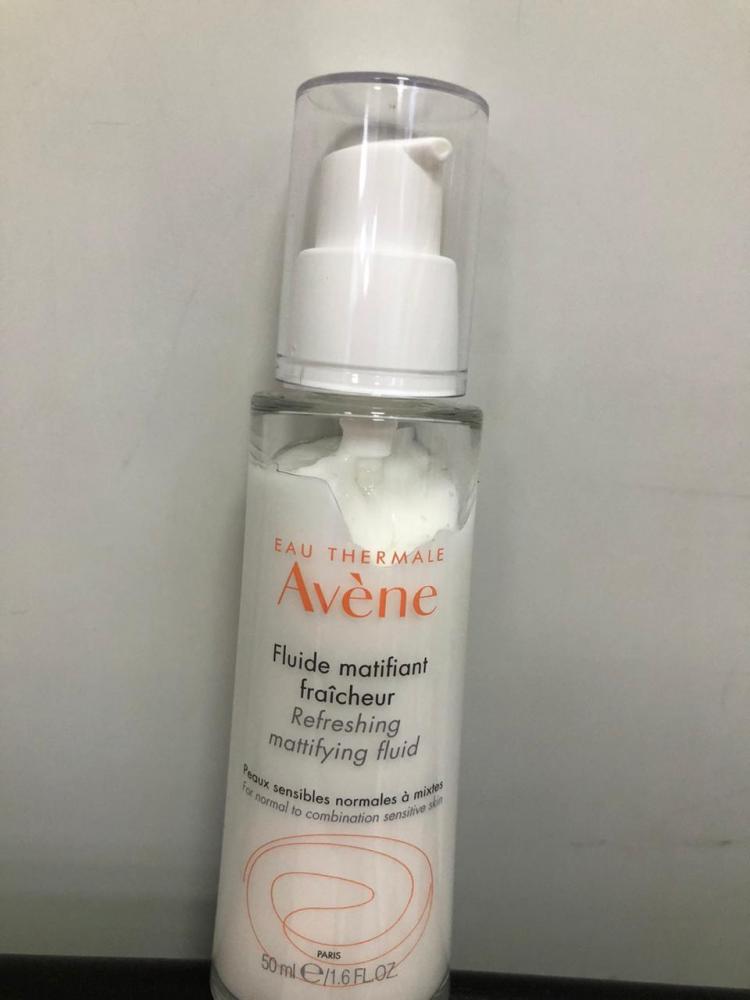 EAU THERMALE
Avène
Fluide matifiant
fraîcheur
Refreshing
mattifying fluid
Peaux sensibles normales à mixtes
For normal to combination sensitive skin
PARIS
50 ml ℮/1.6 FL.OZ